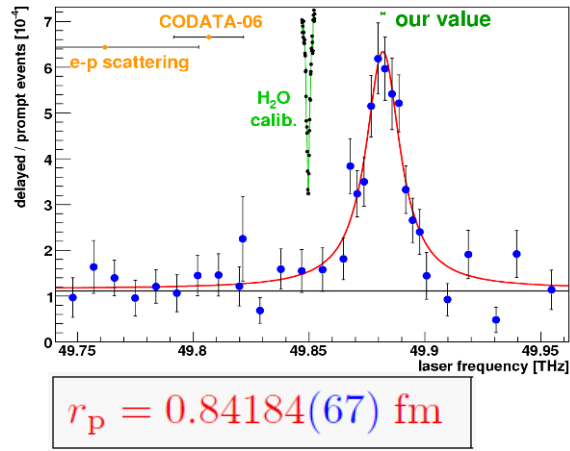 delayed / prompt events [10⁻⁴]
7
6
5
4
3
2
1
0
CODATA-06
e-p scattering
H₂O
calib.
our value
49.75
49.8
49.85
49.9
49.95
laser frequency [THz]
rₚ = 0.84184(67) fm